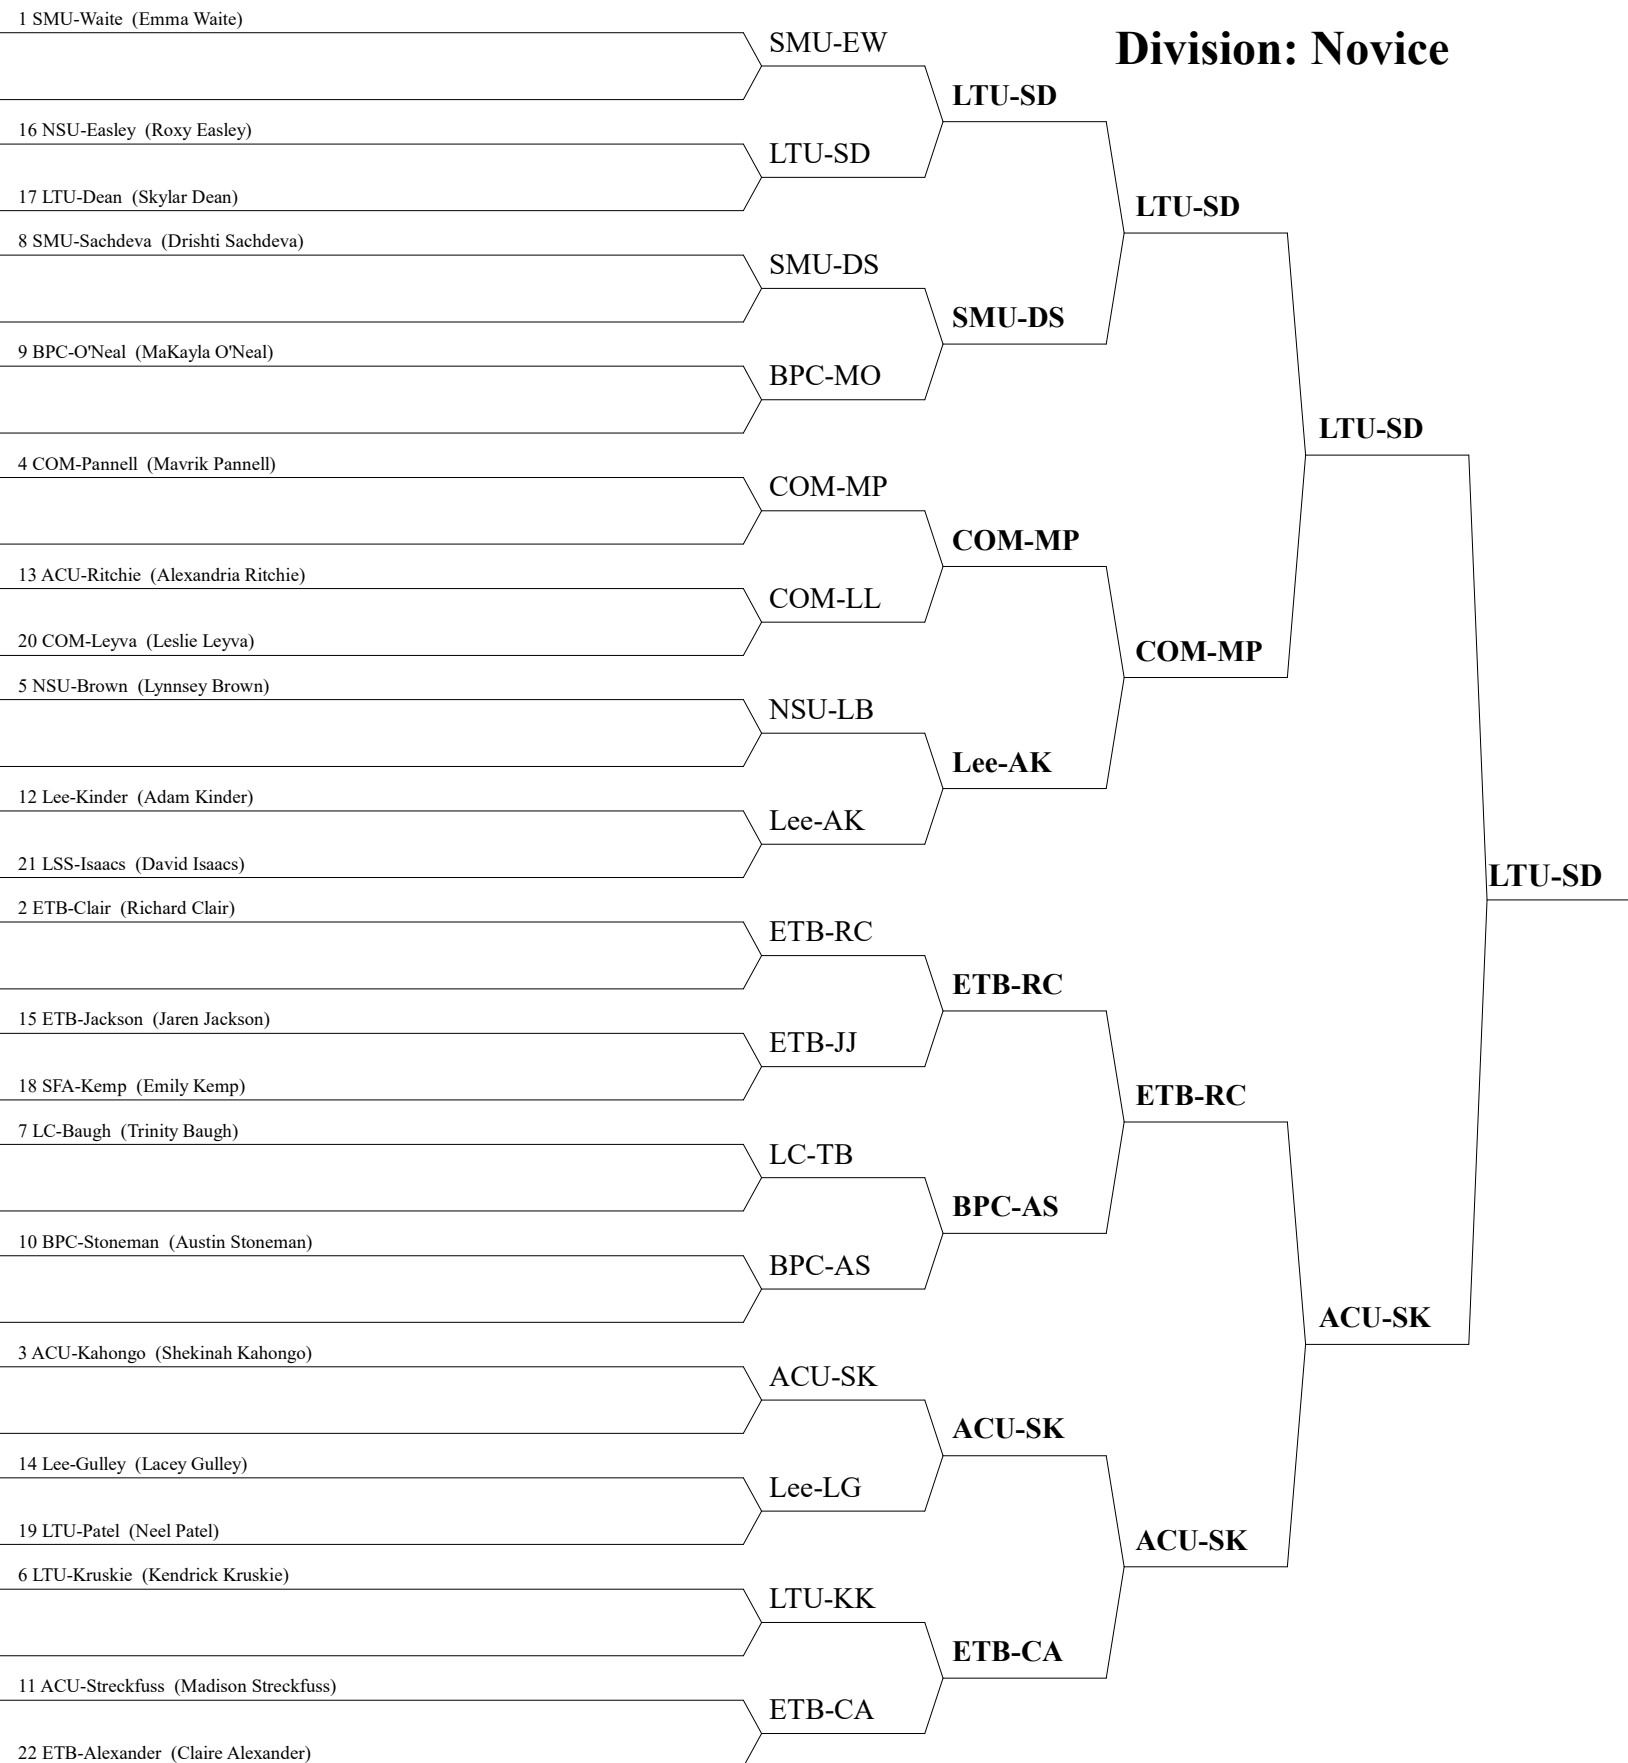 1 SMU-Waite (Emma Waite)
SMU-EW
Division: Novice
LTU-SD
16 NSU-Easley (Roxy Easley)
LTU-SD
17 LTU-Dean (Skylar Dean)
LTU-SD
8 SMU-Sachdeva (Drishti Sachdeva)
SMU-DS
SMU-DS
9 BPC-O'Neal (MaKayla O'Neal)
BPC-MO
LTU-SD
4 COM-Pannell (Mavrik Pannell)
COM-MP
COM-MP
13 ACU-Ritchie (Alexandria Ritchie)
COM-LL
20 COM-Leyva (Leslie Leyva)
COM-MP
5 NSU-Brown (Lynnsey Brown)
NSU-LB
Lee-AK
12 Lee-Kinder (Adam Kinder)
Lee-AK
21 LSS-Isaacs (David Isaacs)
LTU-SD
2 ETB-Clair (Richard Clair)
ETB-RC
ETB-RC
15 ETB-Jackson (Jaren Jackson)
ETB-JJ
18 SFA-Kemp (Emily Kemp)
ETB-RC
7 LC-Baugh (Trinity Baugh)
LC-TB
BPC-AS
10 BPC-Stoneman (Austin Stoneman)
BPC-AS
ACU-SK
3 ACU-Kahongo (Shekinah Kahongo)
ACU-SK
ACU-SK
14 Lee-Gulley (Lacey Gulley)
Lee-LG
19 LTU-Patel (Neel Patel)
ACU-SK
6 LTU-Kruskie (Kendrick Kruskie)
LTU-KK
ETB-CA
11 ACU-Streckfuss (Madison Streckfuss)
ETB-CA
22 ETB-Alexander (Claire Alexander)